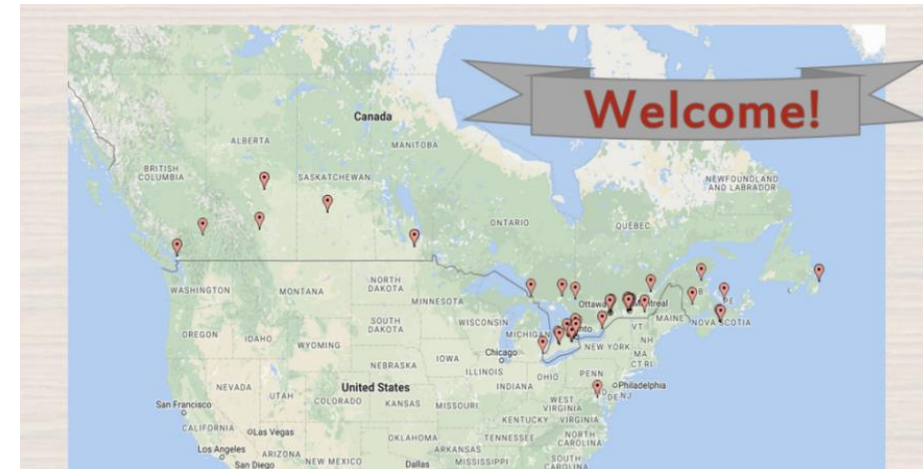 Welcome!
Canada
ALBERTA
MANITOBA
BRITISH
COLUMBIA
SASKATCHEWAN
NEWFOUNDLAND
AND LABRADOR
ONTARIO
QUEBEC
WASHINGTON
MONTANA
NORTH
DAKOTA
MINNESOTA
Ottawa
Montreal
MAINE
NOVA SCOTIA
SOUTH
DAKOTA
WISCONSIN
MICHIGAN
VT
NH
OREGON
IDAHO
WYOMING
Chicago
NEW YORK
MA
CT RI
IOWA
NEBRASKA
ILLINOIS
INDIANA
OHIO
PENN
NEVADA
United States
Philadelphia
DE NJ
UTAH
COLORADO
KANSAS
MISSOURI
WEST
VIRGINIA
San Francisco
KENTUCKY
VIRGINIA
CALIFORNIA
Las Vegas
OKLAHOMA
TENNESSEE
NORTH
CAROLINA
Los Angeles
ARIZONA
NEW MEXICO
ARKANSAS
San Diego
Dallas
MISSISSIPPI
SOUTH
CAROLINA